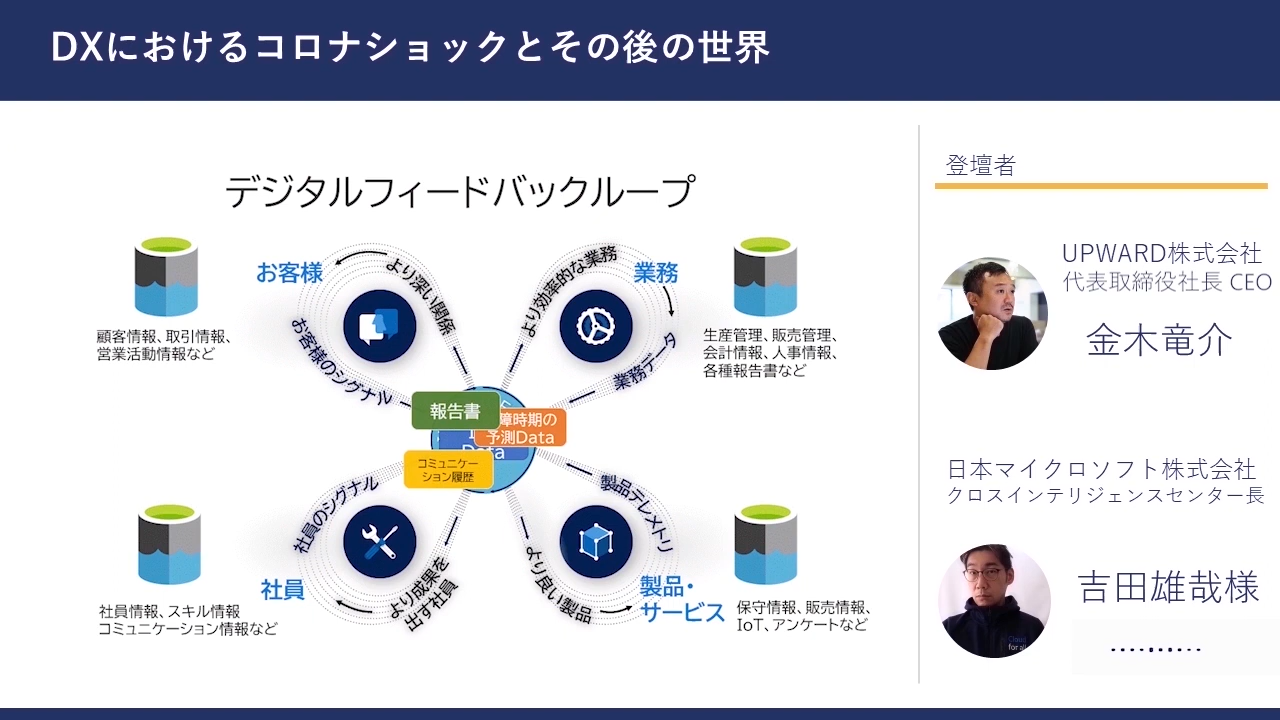 DXにおけるコロナショックとその後の世界
デジタルフィードバックループ
お客様
より深い関係
お客様のシグナル
顧客情報、取引情報、
営業活動情報など
より効率的な業務
業務
業務データ
生産管理、販売管理、
会計情報、人事情報、
各種報告書など
報告書
障時期の
予測Data
Data
コミュニケー
ション履歴
社員のシグナル
社員
より成果を
出す社員
社員情報、スキル情報
コミュニケーション情報など
製品テレメトリ
より良い製品
製品・
サービス
保守情報、販売情報、
IoT、アンケートなど
登壇者
UPWARD株式会社
代表取締役社長 CEO
金木竜介
日本マイクロソフト株式会社
クロスインテリジェンスセンター長
吉田雄哉様
Cloud
for all